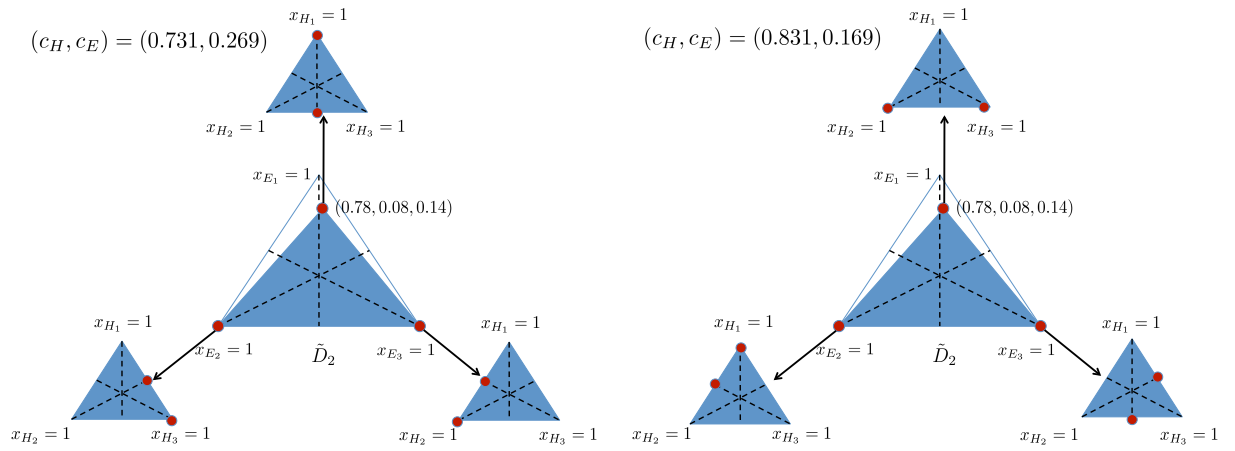 $x_{H_1} = 1$
$(c_H, c_E) = (0.731, 0.269)$
$x_{H_2} = 1$
$x_{H_3} = 1$
$x_{E_1} = 1$
$(0.78, 0.08, 0.14)$
$x_{H_1} = 1$
$x_{E_2} = 1$
$\tilde{D}_2$
$x_{E_3} = 1$
$x_{H_1} = 1$
$x_{H_2} = 1$
$x_{H_3} = 1$
$x_{H_2} = 1$
$x_{H_3} = 1$
$x_{H_1} = 1$
$(c_H, c_E) = (0.831, 0.169)$
$x_{H_2} = 1$
$x_{H_3} = 1$
$x_{E_1} = 1$
$(0.78, 0.08, 0.14)$
$x_{H_1} = 1$
$x_{E_2} = 1$
$\tilde{D}_2$
$x_{E_3} = 1$
$x_{H_1} = 1$
$x_{H_2} = 1$
$x_{H_3} = 1$
$x_{H_2} = 1$
$x_{H_3} = 1$